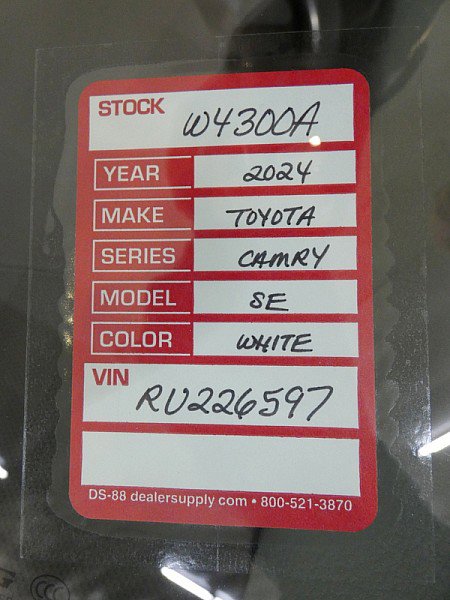 STOCK W4300A
YEAR 2024
MAKE TOYOTA
SERIES CAMRY
MODEL SE
COLOR WHITE
VIN
RU226597
DS-88 dealersupply com • 800-521-3870